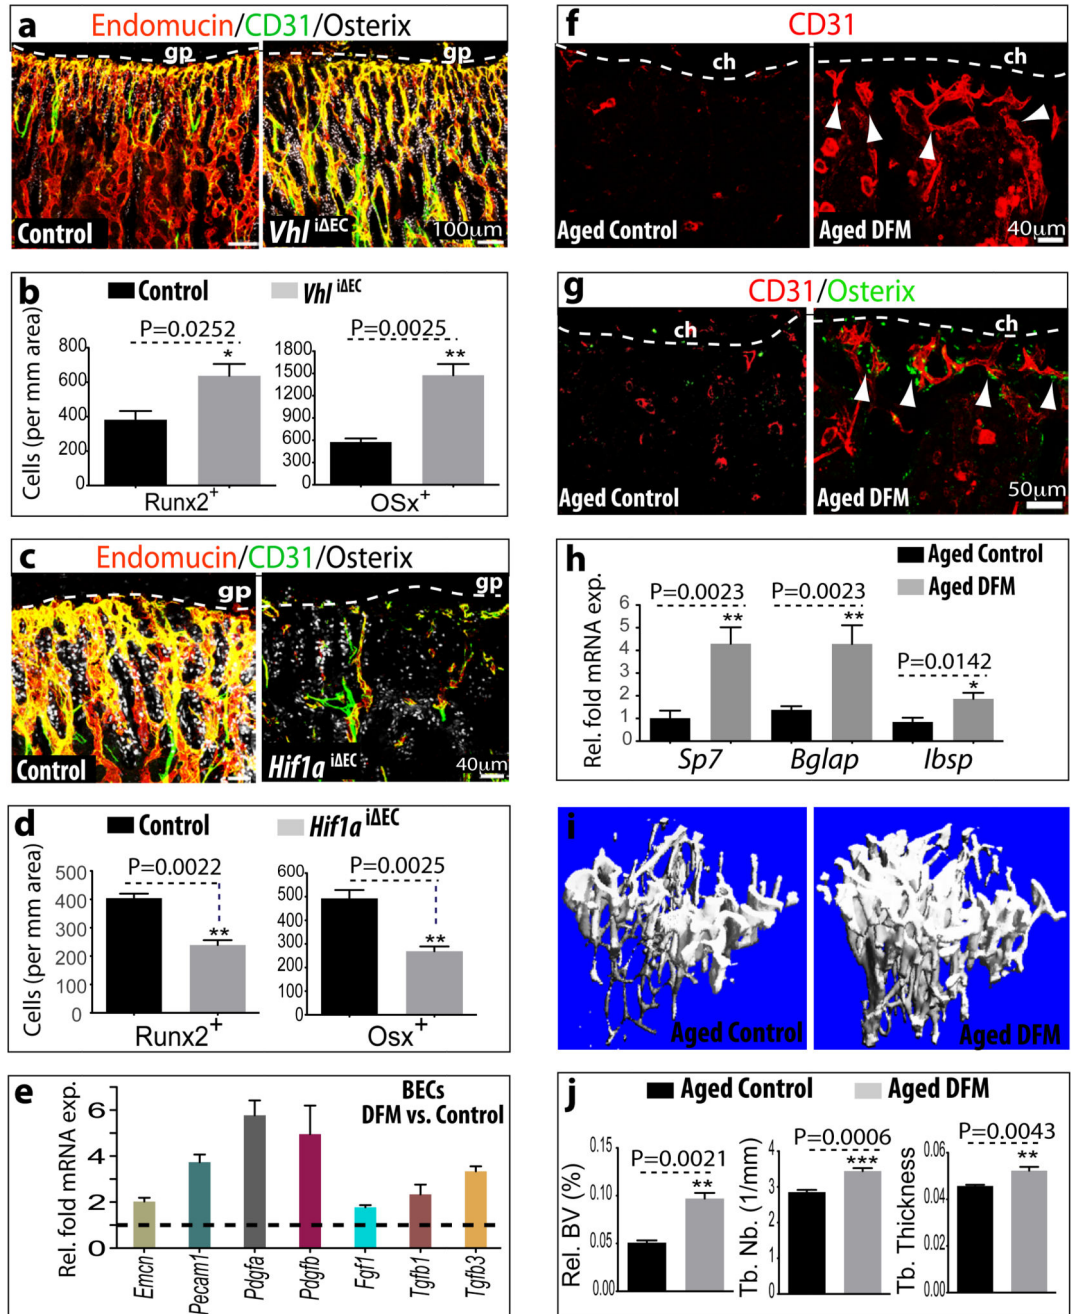 a
Endomucin/CD31/Osterix
gp
gp
Control
Vhl iΔEC
100µm
b
Control
Vhl iΔEC
Cells (per mm area)
P=0.0252
P=0.0025
800
600
400
200
0
*
1800
1500
1200
900
600
300
0
**
Runx2+
OSx+
c
Endomucin/CD31/Osterix
gp
gp
Control
Hif1a iΔEC
40µm
d
Control
Hif1a iΔEC
Cells (per mm area)
P=0.0022
P=0.0025
500
400
300
200
100
0
**
600
500
400
300
200
100
0
**
Runx2+
Osx+
e
BECs
DFM vs. Control
Rel. fold mRNA exp.
6
4
2
0
Emcn
Pecam1
Pdgfa
Pdgfb
Fgf1
Tgfb1
Tgfb3
f
CD31
ch
ch
Aged Control
Aged DFM
40µm
g
CD31/Osterix
ch
ch
Aged Control
Aged DFM
50µm
h
Aged Control
Aged DFM
Rel. fold mRNA exp.
P=0.0023
P=0.0023
P=0.0142
6
5
4
3
2
1
0
**
**
*
Sp7
Bglap
Ibsp
i
Aged Control
Aged DFM
j
Aged Control
Aged DFM
Rel. BV (%)
P=0.0021
0.15
0.10
0.05
0.00
**
Tb. Nb. (1/mm)
P=0.0006
4
3
2
1
0
***
Tb. Thickness
P=0.0043
0.06
0.04
0.02
0.00
**